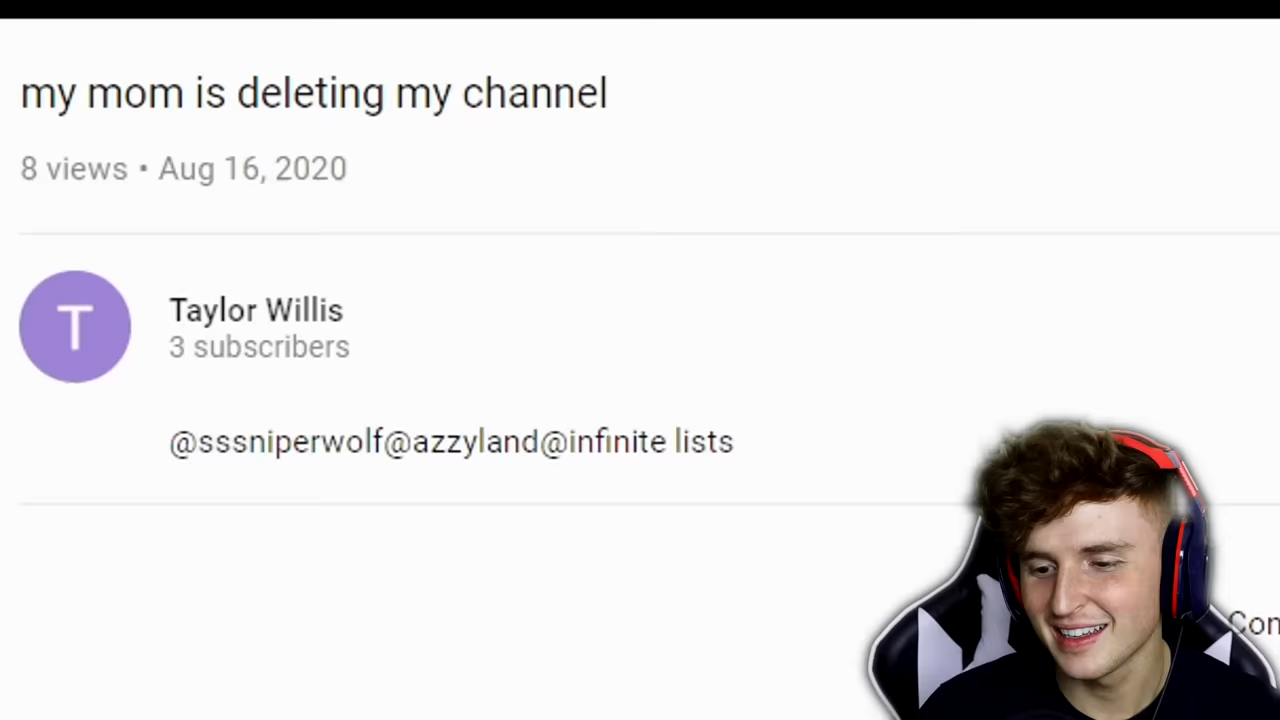 my mom is deleting my channel
8 views • Aug 16, 2020
T
Taylor Willis
3 subscribers
@sssniperwolf@azzyland@infinite lists
Con